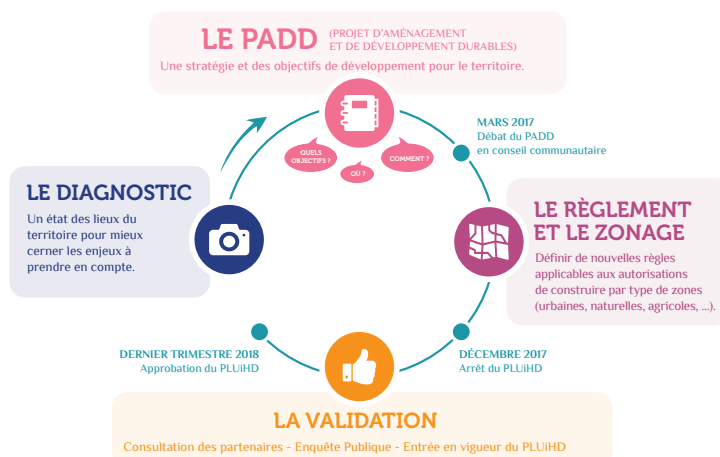 LE PADD (PROJET D'AMÉNAGEMENT
ET DE DÉVELOPPEMENT DURABLES)
Une stratégie et des objectifs de développement pour le territoire.
MARS 2017
Débat du PADD
en conseil communautaire
QUELS
OBJECTIFS ?
OÙ ?
COMMENT ?
LE DIAGNOSTIC
Un état des lieux du
territoire pour mieux
cerner les enjeux à
prendre en compte.
LE RÈGLEMENT
ET LE ZONAGE
Définir de nouvelles règles
applicables aux autorisations
de construire par type de zones
(urbaines, naturelles, agricoles, ...).
DERNIER TRIMESTRE 2018
Approbation du PLUiHD
DÉCEMBRE 2017
Arrêt du PLUiHD
LA VALIDATION
Consultation des partenaires - Enquête Publique - Entrée en vigueur du PLUiHD